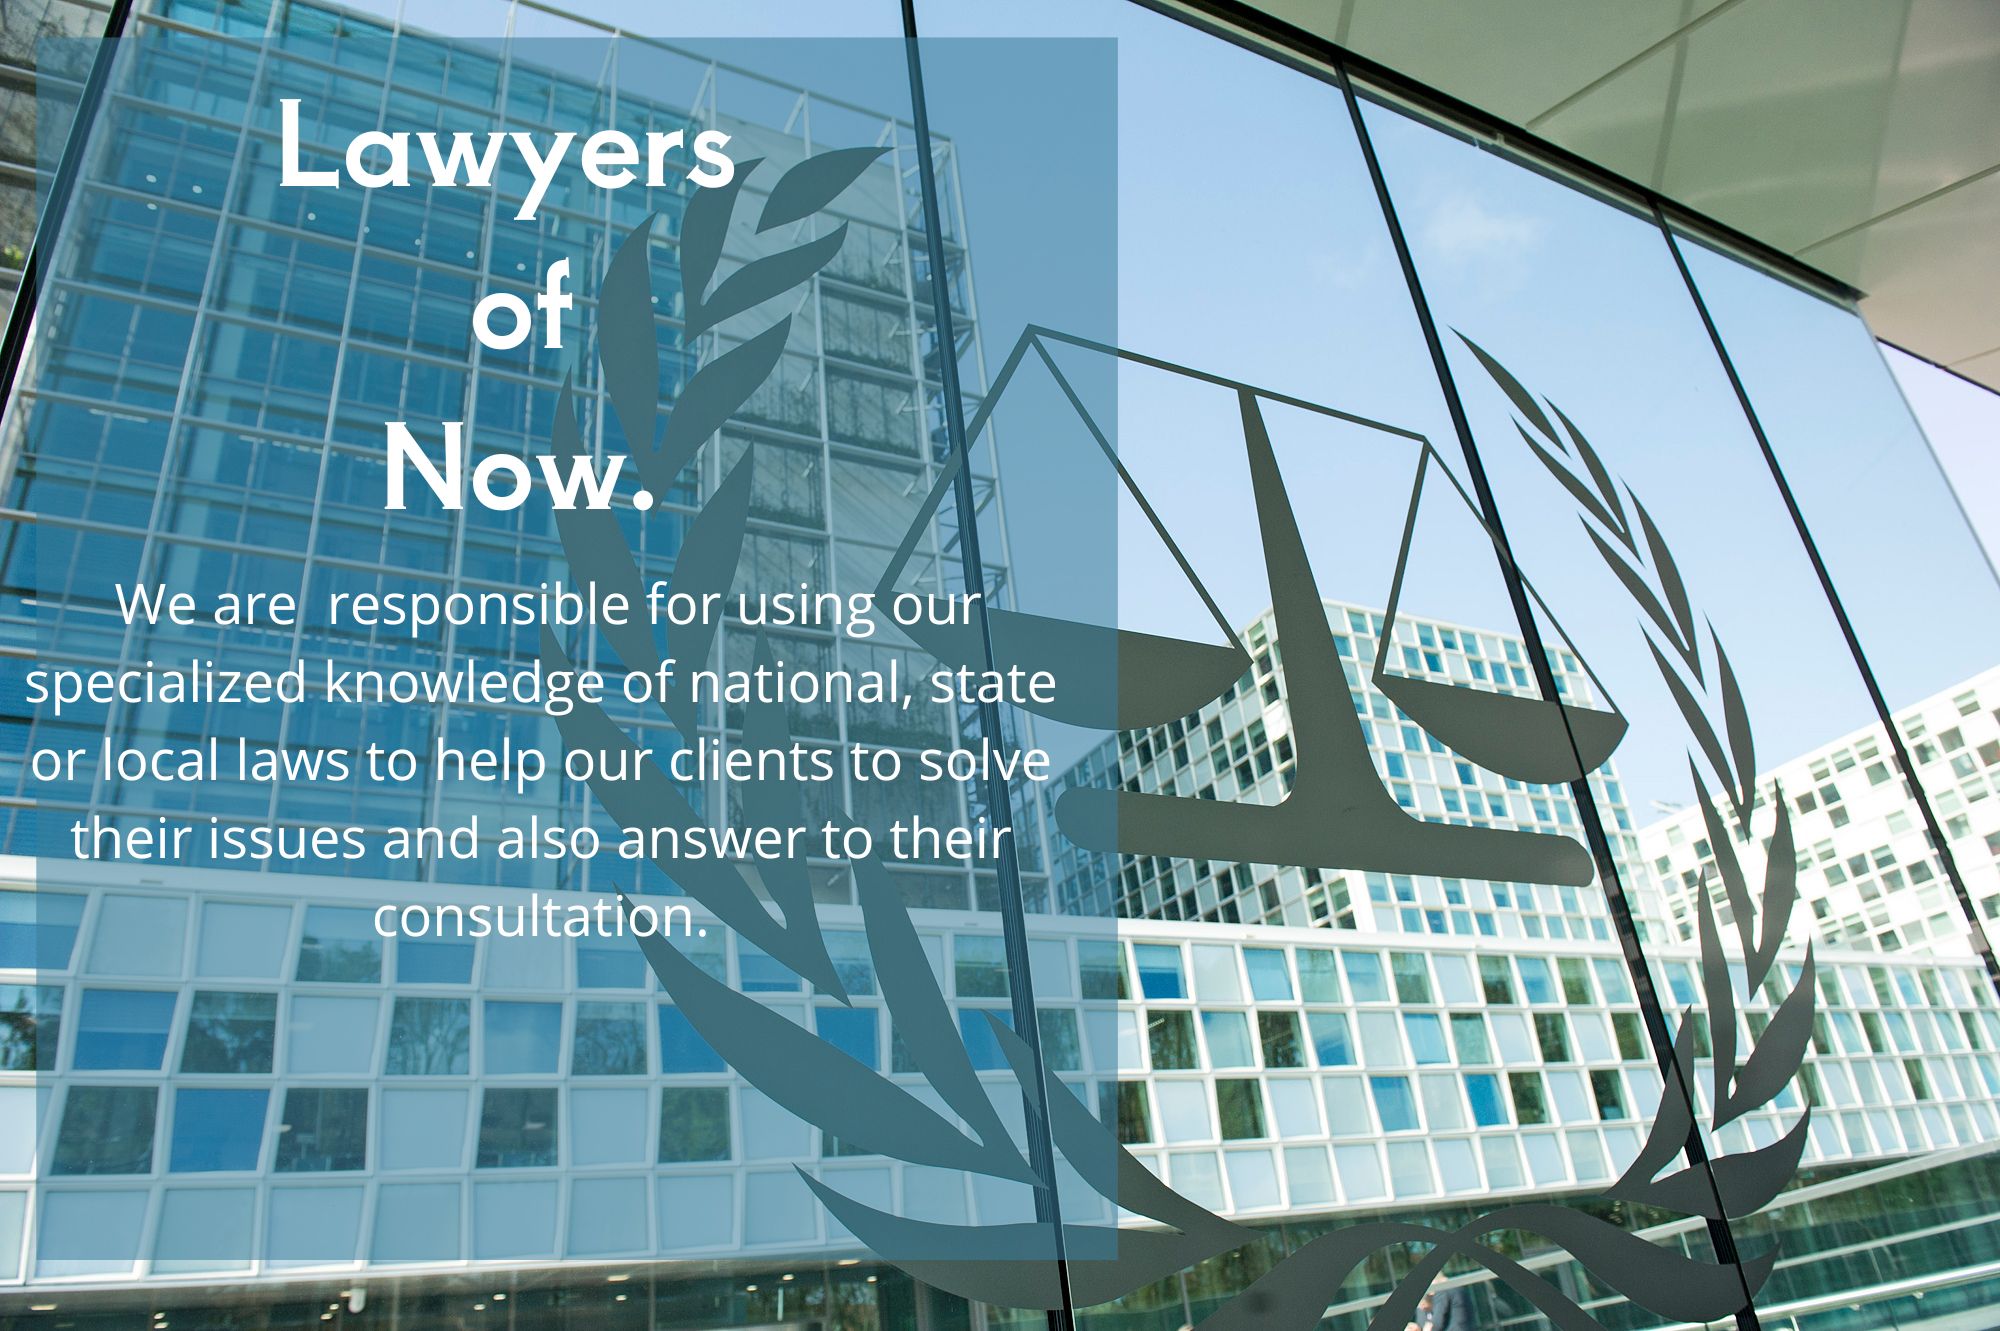 Lawyers
of
Now.
We are  responsible for using our
specialized knowledge of national, state
or local laws to help our clients to solve
their issues and also answer to their
consultation.